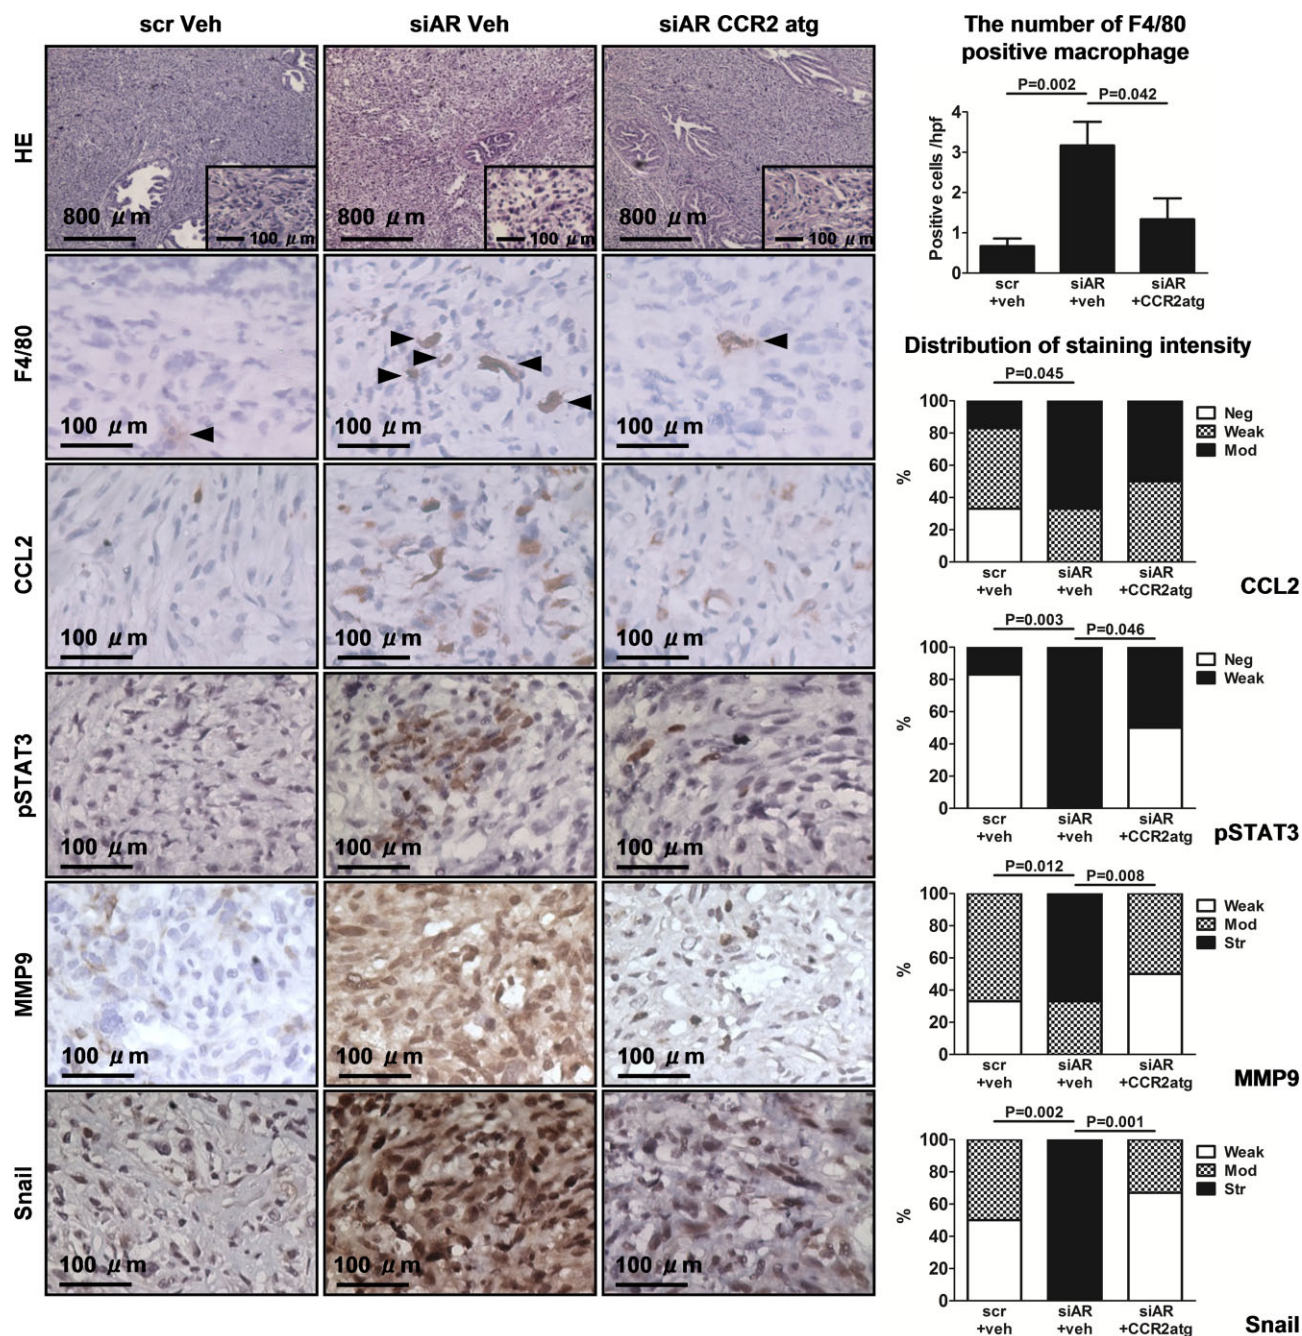 scr Veh
siAR Veh
siAR CCR2 atg
HE
800 μm
100 μm
800 μm
100 μm
800 μm
100 μm
F4/80
100 μm
100 μm
100 μm
CCL2
100 μm
100 μm
100 μm
pSTAT3
100 μm
100 μm
100 μm
MMP9
100 μm
100 μm
100 μm
Snail
100 μm
100 μm
100 μm
The number of F4/80
positive macrophage
P=0.002
P=0.042
Positive cells /hpf
4
3
2
1
0
scr
+veh
siAR
+veh
siAR
+CCR2atg
Distribution of staining intensity
P=0.045
%
100
80
60
40
20
0
Neg
Weak
Mod
scr
+veh
siAR
+veh
siAR
+CCR2atg
CCL2
P=0.003
P=0.046
%
100
80
60
40
20
0
Neg
Weak
scr
+veh
siAR
+veh
siAR
+CCR2atg
pSTAT3
P=0.012
P=0.008
%
100
80
60
40
20
0
Weak
Mod
Str
scr
+veh
siAR
+veh
siAR
+CCR2atg
MMP9
P=0.002
P=0.001
%
100
80
60
40
20
0
Weak
Mod
Str
scr
+veh
siAR
+veh
siAR
+CCR2atg
Snail